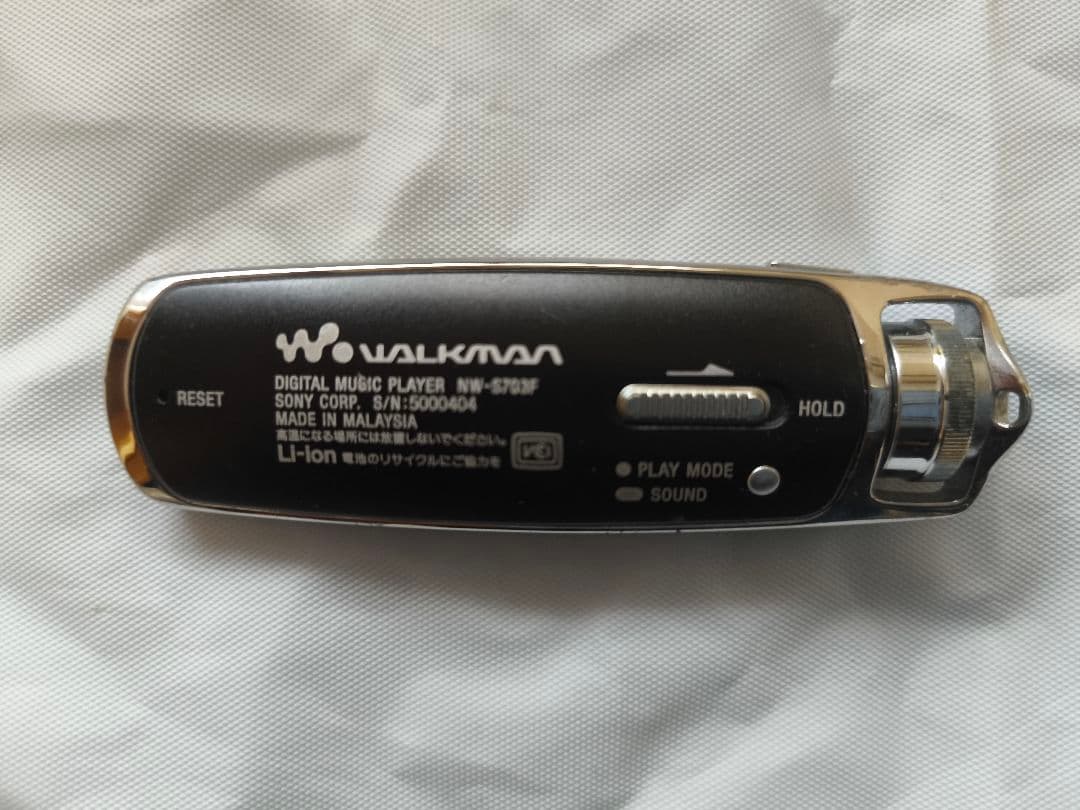 WALKMAN
DIGITAL MUSIC PLAYER NW-S703F
SONY CORP. S/N:5000404
MADE IN MALAYSIA
高温になる場所には放置しないでください。
Li-ion 電池のリサイクルにご協力を
RESET
HOLD
PLAY MODE
SOUND